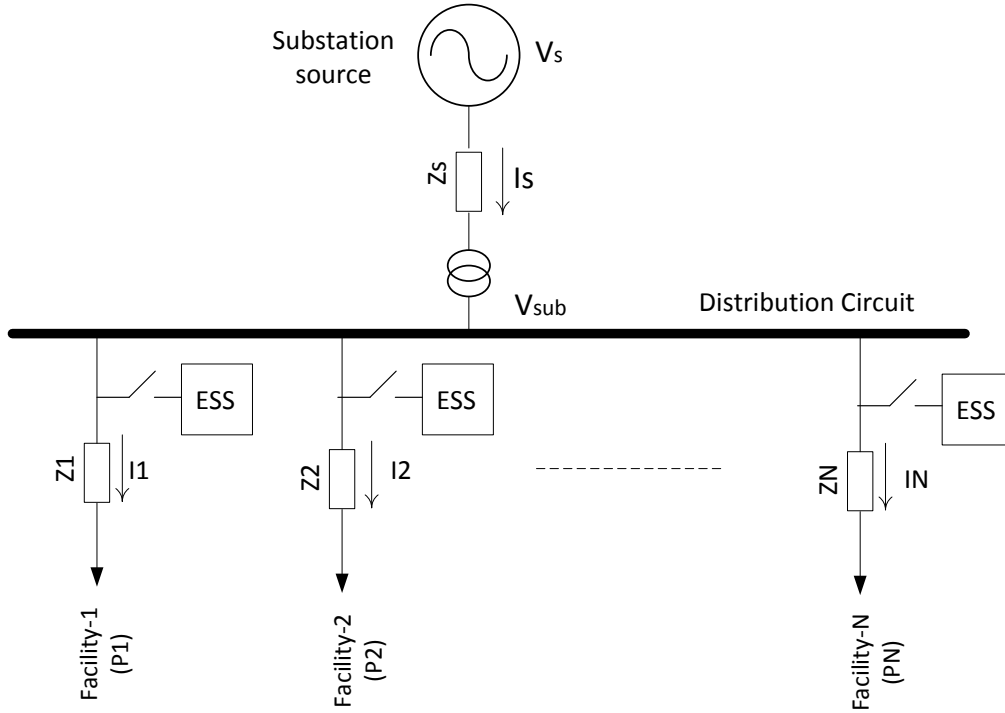 Substation
source
Vs
Zs
Is
Vsub
Distribution Circuit
ESS
ESS
ESS
Z1
I1
Z2
I2
ZN
IN
Facility-1
(P1)
Facility-2
(P2)
Facility-N
(PN)